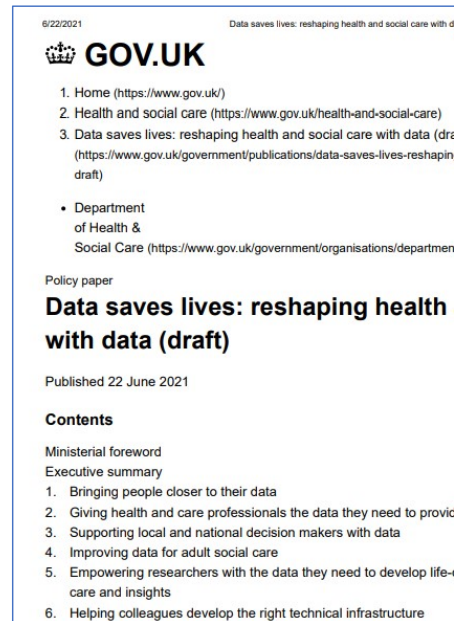 6/22/2021 Data saves lives: reshaping health and social care with d
GOV.UK
1. Home (https://www.gov.uk/)
2. Health and social care (https://www.gov.uk/health-and-social-care)
3. Data saves lives: reshaping health and social care with data (dra
(https://www.gov.uk/government/publications/data-saves-lives-reshapin
draft)
• Department
of Health &
Social Care (https://www.gov.uk/government/organisations/departmen
Policy paper
Data saves lives: reshaping health
with data (draft)
Published 22 June 2021
Contents
Ministerial foreword
Executive summary
1. Bringing people closer to their data
2. Giving health and care professionals the data they need to provid
3. Supporting local and national decision makers with data
4. Improving data for adult social care
5. Empowering researchers with the data they need to develop life-
care and insights
6. Helping colleagues develop the right technical infrastructure